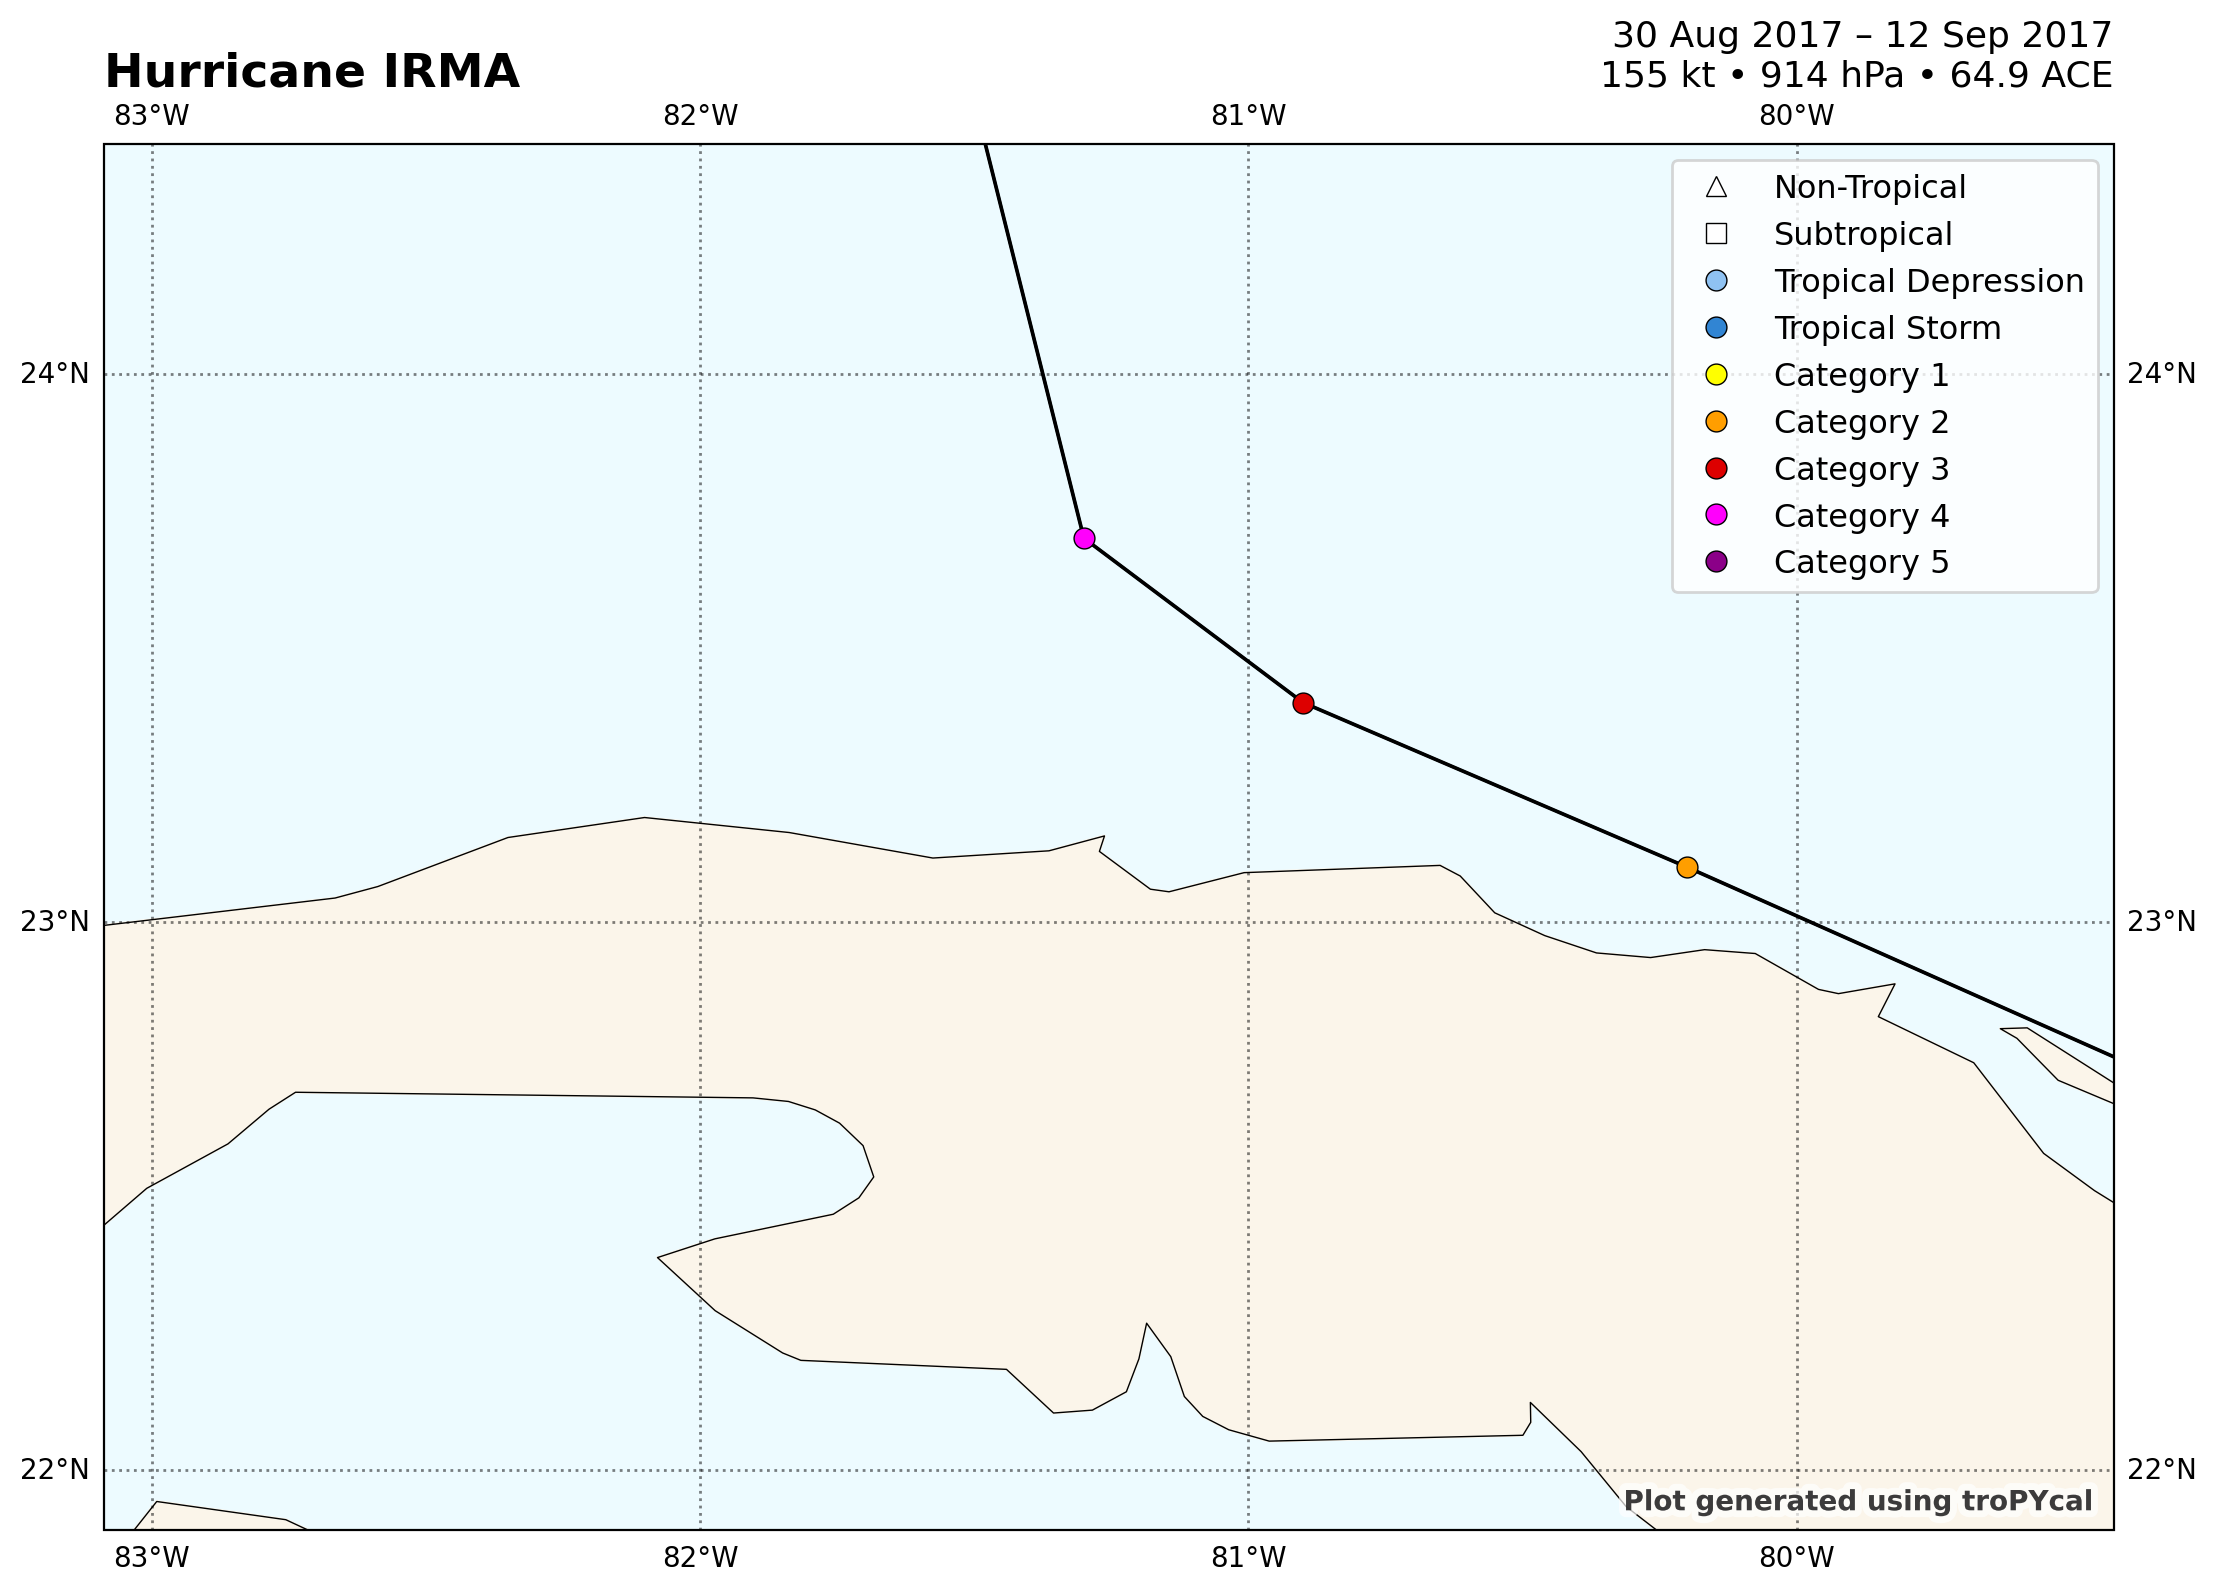 Hurricane IRMA
30 Aug 2017 – 12 Sep 2017
155 kt • 914 hPa • 64.9 ACE
83°W 82°W 81°W 80°W
Non-Tropical
Subtropical
Tropical Depression
Tropical Storm
24°N Category 1 24°N
Category 2
Category 3
Category 4
Category 5
23°N 23°N
22°N 22°N
Plot generated using troPYcal
83°W 82°W 81°W 80°W